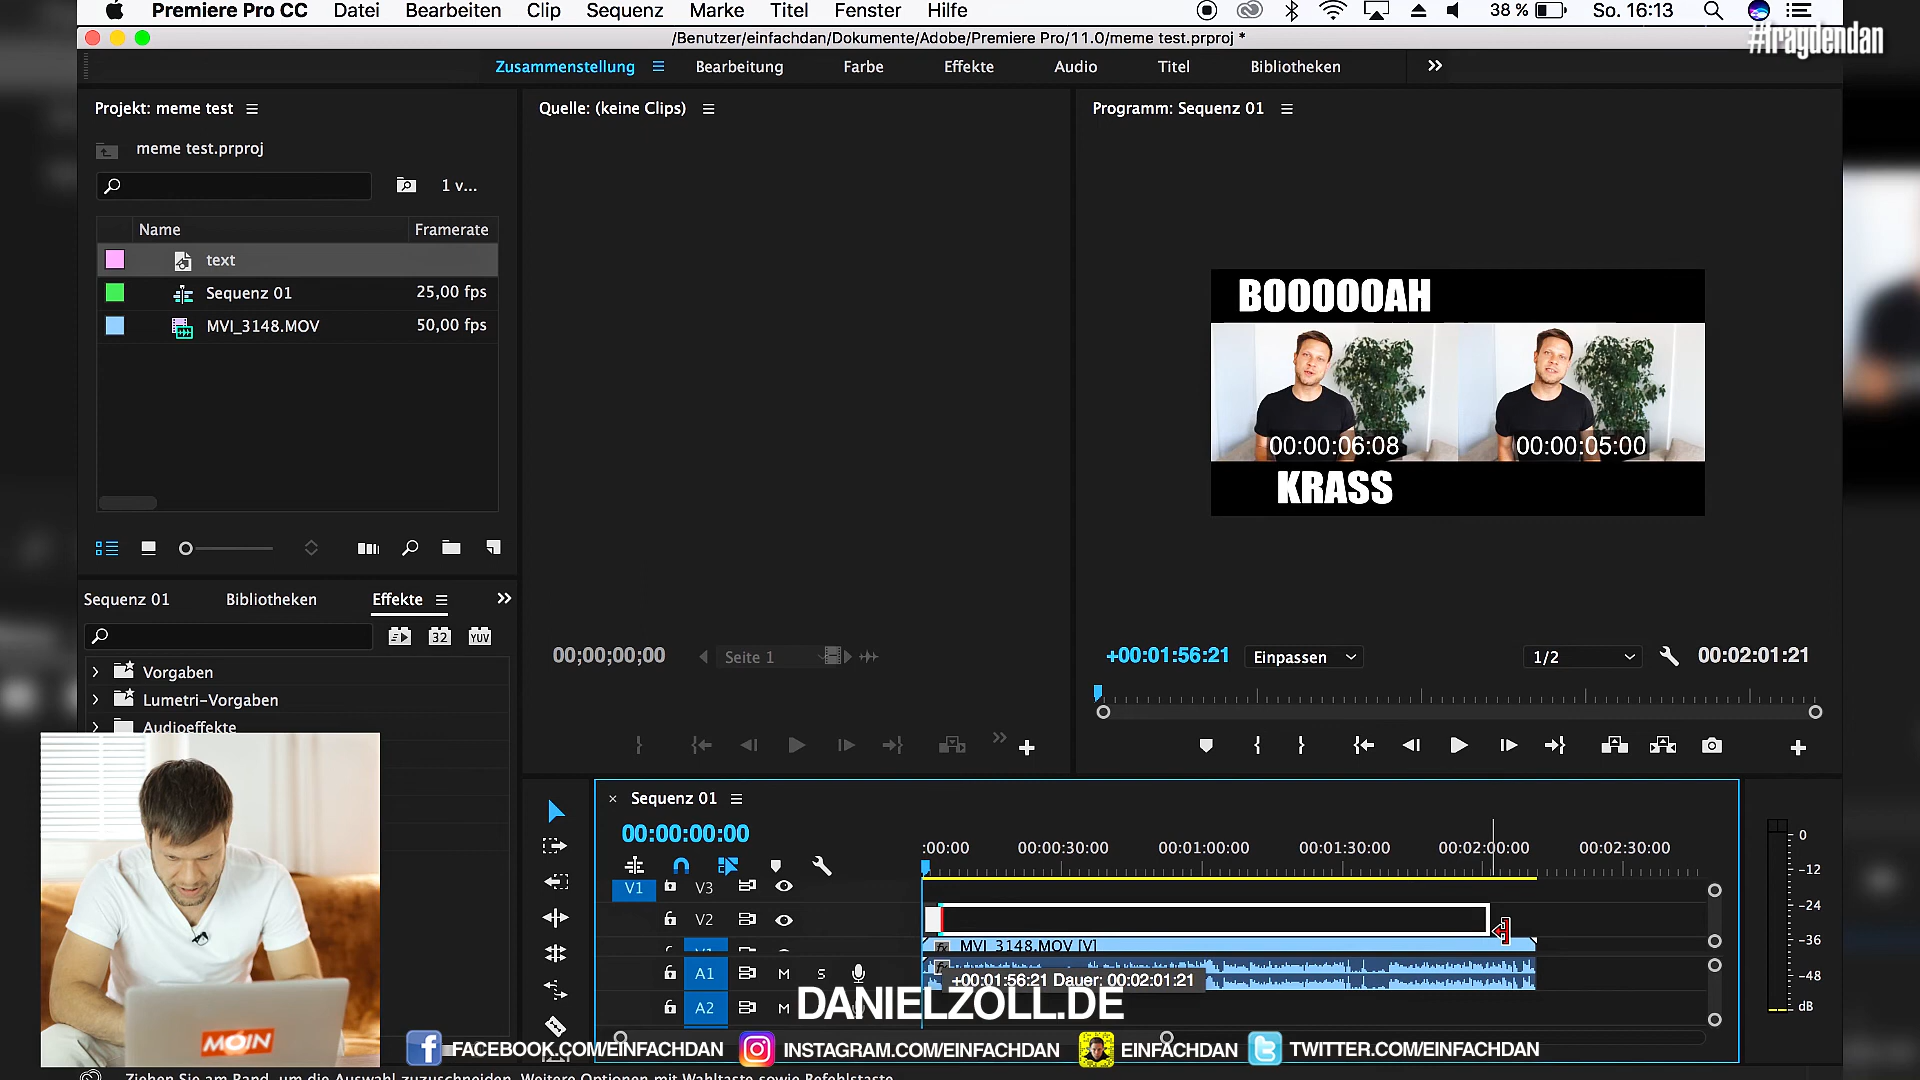 Premiere Pro CC Datei Bearbeiten Clip Sequenz Marke Titel Fenster Hilfe 38 % So. 16:13
/Benutzer/einfachdan/Dokumente/Adobe/Premiere Pro/11.0/meme test.prproj *
#fragdendan
Zusammenstellung Bearbeitung Farbe Effekte Audio Titel Bibliotheken
Projekt: meme test
Quelle: (keine Clips)
Programm: Sequenz 01
meme test.prproj
1 v...
Name Framerate
text
Sequenz 01 25,00 fps
MVI_3148.MOV 50,00 fps
BOOOOOAH
00:00:06:08 00:00:05:00
KRASS
Sequenz 01 Bibliotheken Effekte
32 YUV
Vorgaben
Lumetri-Vorgaben
Audioeffekte
00;00;00;00 Seite 1
+00:01:56:21 Einpassen 1/2 00:02:01:21
Sequenz 01
00:00:00:00
:00:00 00:00:30:00 00:01:00:00 00:01:30:00 00:02:00:00 00:02:30:00
V1 V3
V2
MVI_3148.MOV [V]
A1 M S
+00:01:56:21 Dauer: 00:02:01:21
A2 M
0
-12
-24
-36
-48
dB
DANIELZOLL.DE
MOIN
FACEBOOK.COM/EINFACHDAN INSTAGRAM.COM/EINFACHDAN EINFACHDAN TWITTER.COM/EINFACHDAN
Ziehen Sie am Rand, um die Auswahl zuzuschneiden. Weitere Optionen mit Wahltaste sowie Befehlstaste.